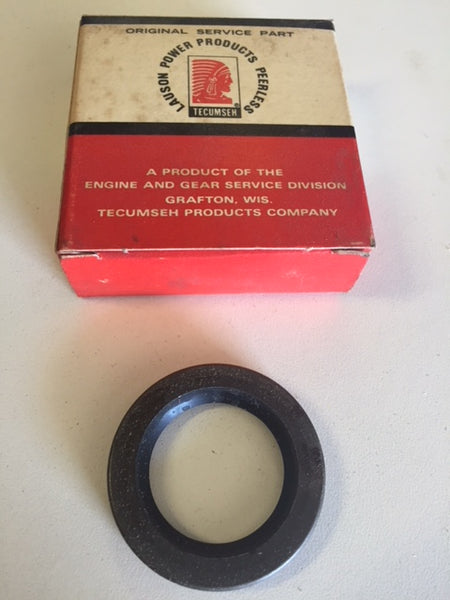 ORIGINAL SERVICE PART
LAUSON POWER PRODUCTS PEERLESS
TECUMSEH
®
A PRODUCT OF THE
ENGINE AND GEAR SERVICE DIVISION
GRAFTON, WIS.
TECUMSEH PRODUCTS COMPANY